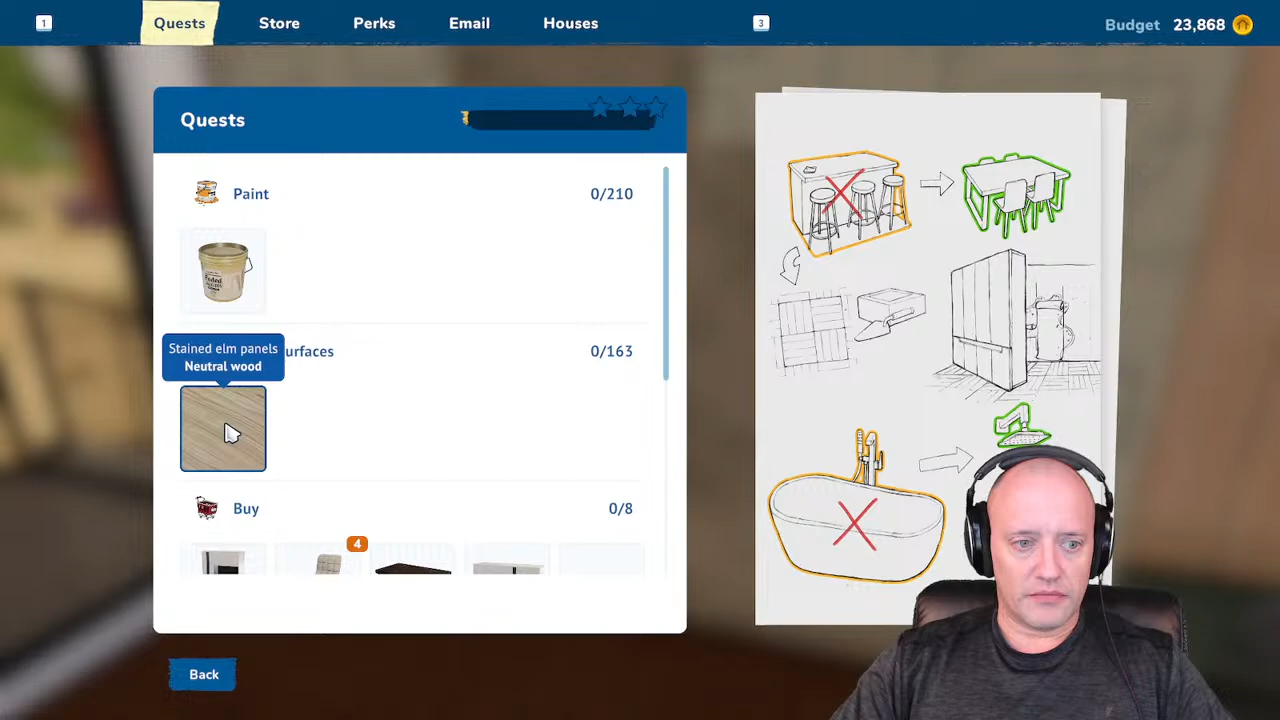 1
Quests
Store
Perks
Email
Houses
3
Budget 23,868
Quests
Paint 0/210
Stained elm panels
Neutral wood
urfaces 0/163
Buy 0/8
4
Back